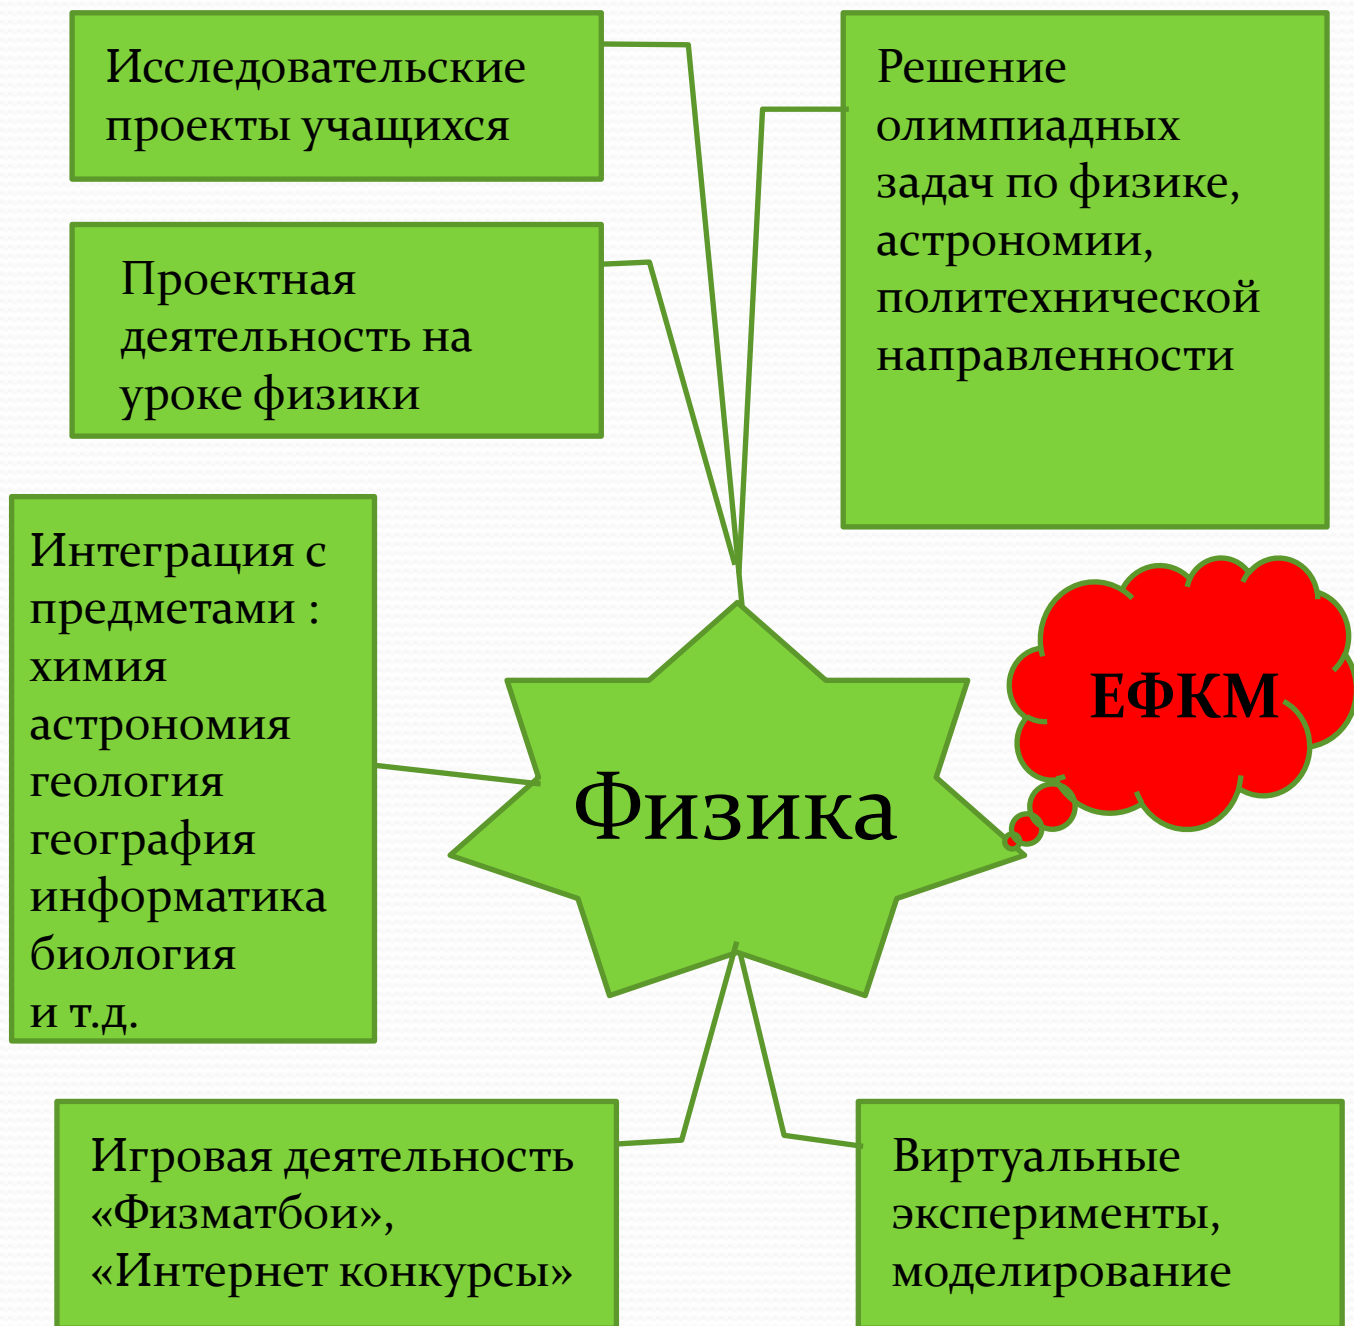 Исследовательские
проекты учащихся
Решение
олимпиадных
задач по физике,
астрономии,
политехнической
направленности
Проектная
деятельность на
уроке физики
Интеграция с
предметами :
химия
астрономия
геология
география
информатика
биология
и т.д.
ЕФКМ
Физика
Игровая деятельность
«Физматбои»,
«Интернет конкурсы»
Виртуальные
эксперименты,
моделирование